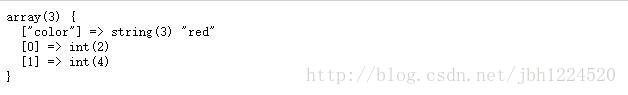 array(3) {
  ["color"] => string(3) "red"
  [0] => int(2)
  [1] => int(4)
}
http://blog.csdn.net/jbh1224520